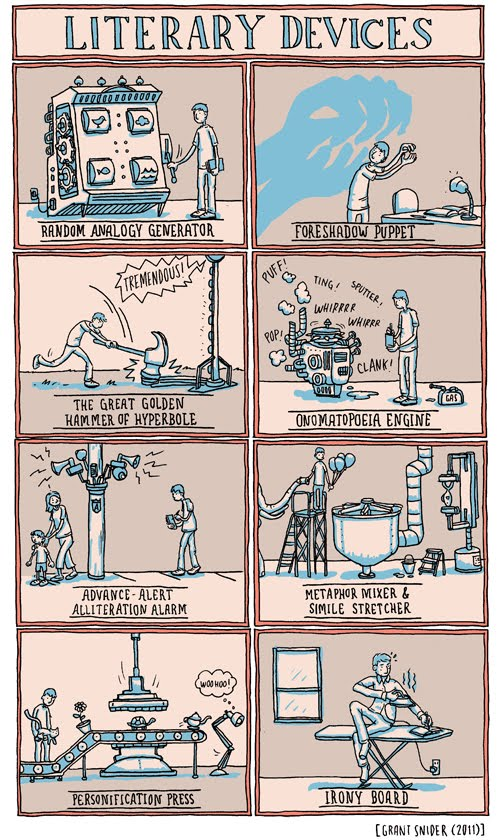 LITERARY DEVICES
RANDOM ANALOGY GENERATOR
FORESHADOW PUPPET
TREMENDOUS!
THE GREAT GOLDEN
HAMMER OF HYPERBOLE
PUFF!
TING!
SPUTTER!
WHIRRRR
WHIRRR
POP!
CLANK!
GAS
ONOMATOPOEIA ENGINE
ADVANCE-ALERT
ALLITERATION ALARM
METAPHOR MIXER &
SIMILE STRETCHER
WOOHOO!
PERSONIFICATION PRESS
IRONY BOARD
[GRANT SNIDER (2011)]